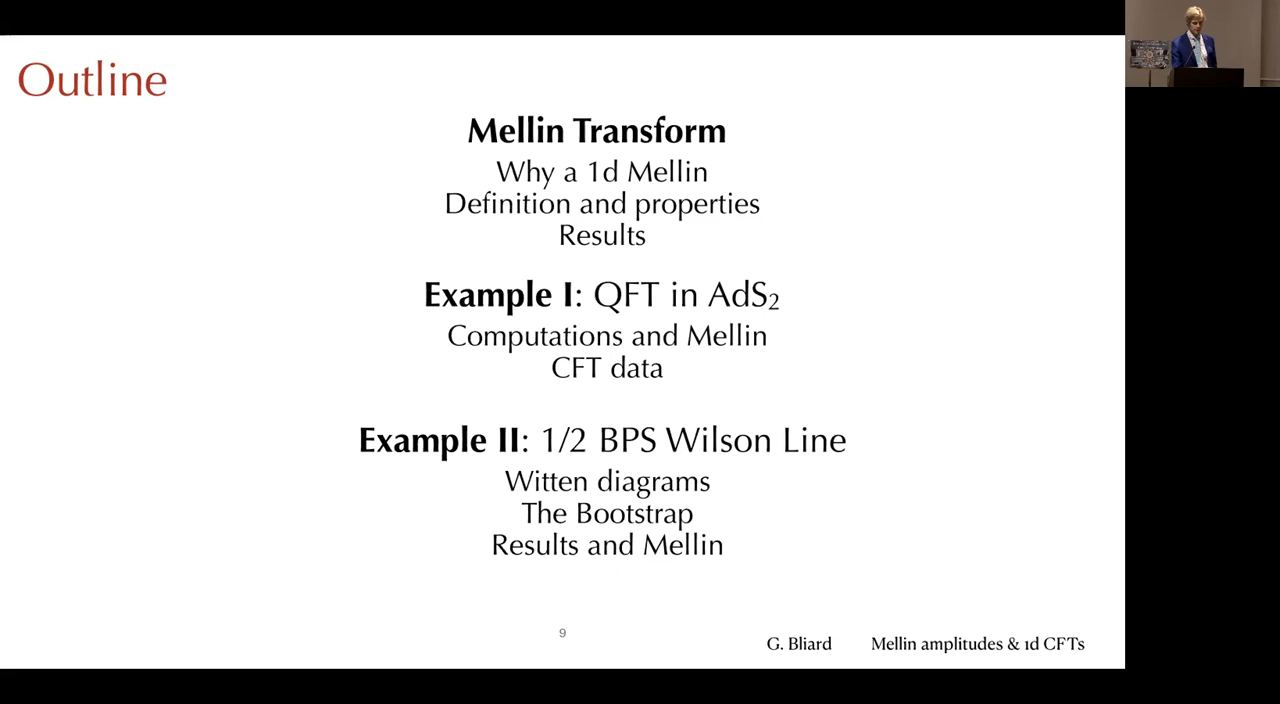 Outline
Mellin Transform
Why a 1d Mellin
Definition and properties
Results
Example I: QFT in AdS₂
Computations and Mellin
CFT data
Example II: 1/2 BPS Wilson Line
Witten diagrams
The Bootstrap
Results and Mellin
9
G. Bliard Mellin amplitudes & 1d CFTs